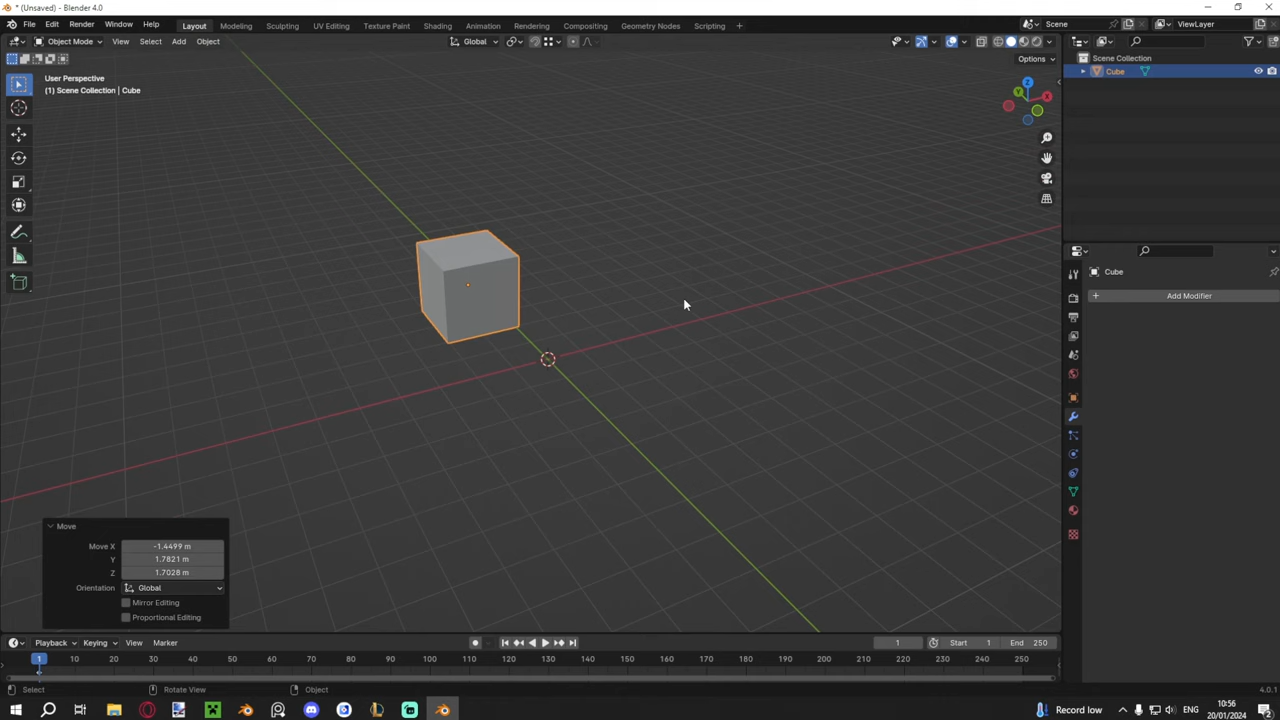 * (Unsaved) - Blender 4.0
File Edit Render Window Help Layout Modeling Sculpting UV Editing Texture Paint Shading Animation Rendering Compositing Geometry Nodes Scripting + Scene ViewLayer
Object Mode View Select Add Object Global
Options
User Perspective
(1) Scene Collection | Cube
Z
Y
X
Scene Collection
Cube
Cube
+ Add Modifier
Move
Move X -1.4499 m
Y 1.7821 m
Z 1.7028 m
Orientation Global
Mirror Editing
Proportional Editing
Playback Keying View Marker 1 Start 1 End 250
1 10 20 30 40 50 60 70 80 90 100 110 120 130 140 150 160 170 180 190 200 210 220 230 240 250
Select Rotate View Object 4.0.1
Record low
10:56
20/01/2024
2